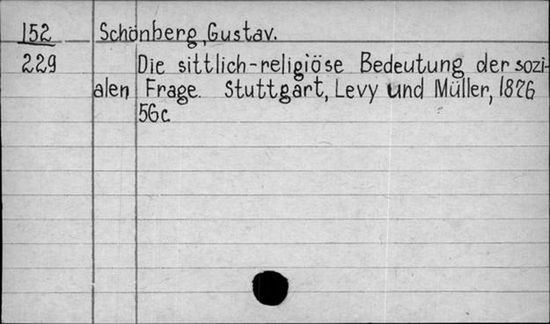 152 Schönberg, Gustav.
229 Die sittlich-religiöse Bedeutung der sozi-
alen Frage. Stuttgart, Levy und Müller, 1876
56c.